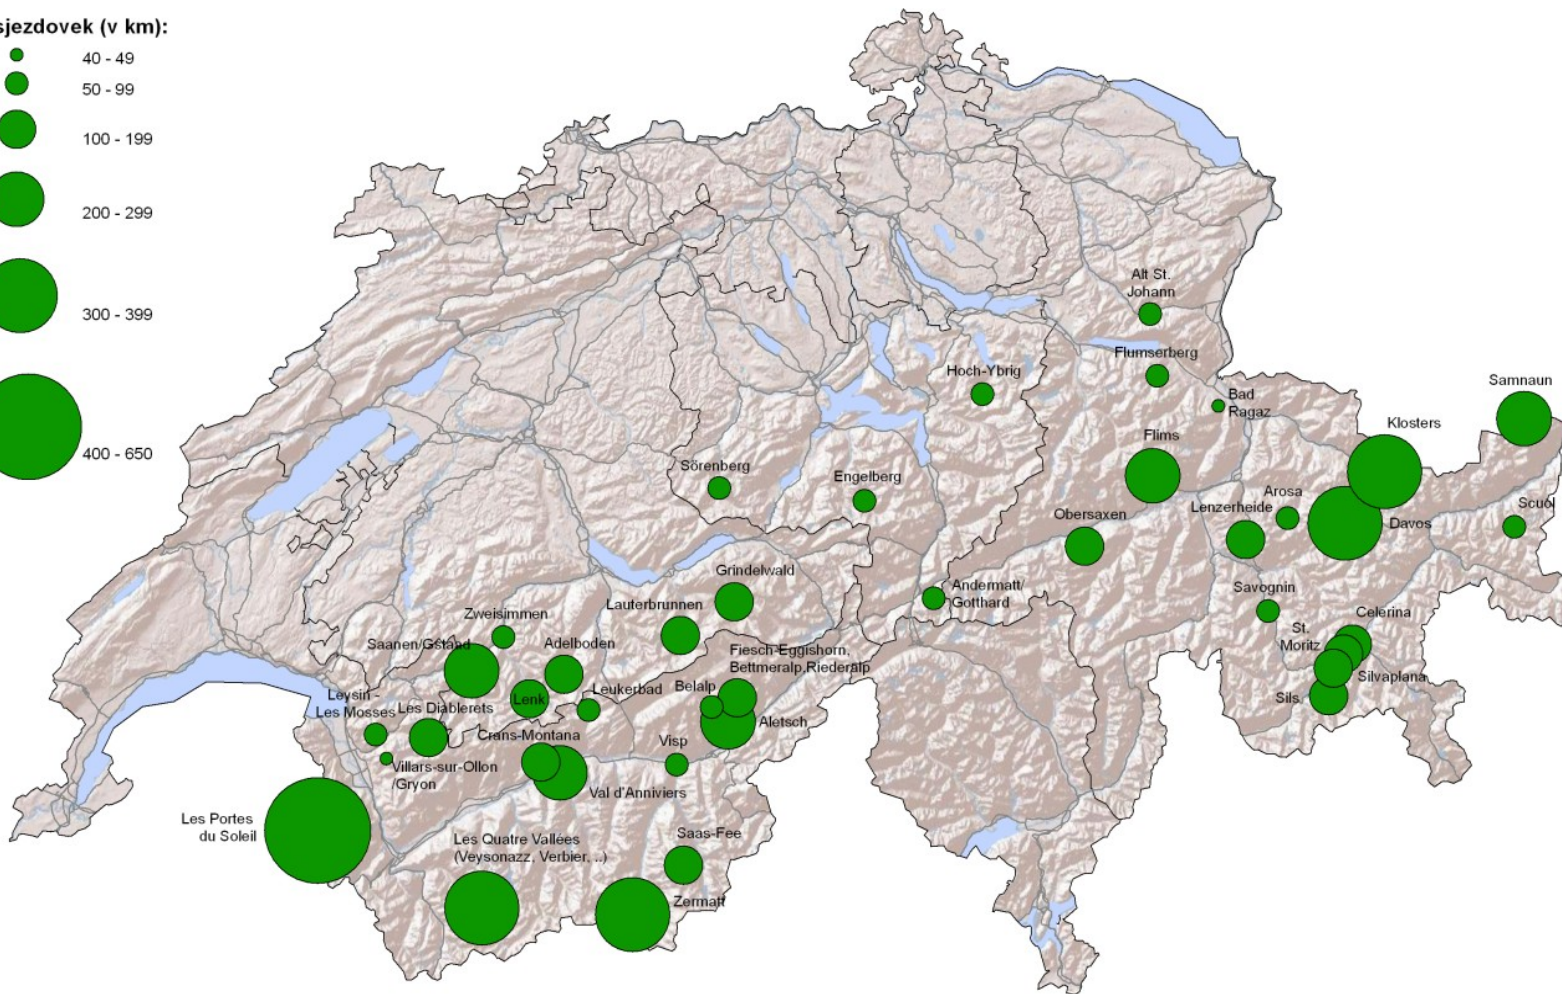 sjezdovek (v km):
40 - 49
50 - 99
100 - 199
200 - 299
300 - 399
400 - 650
Alt St.
Johann
Flumserberg
Hoch-Ybrig
Bad
Ragaz
Samnaun
Klosters
Flims
Sörenberg
Engelberg
Arosa
Lenzerheide
Scuol
Obersaxen
Davos
Grindelwald
Andermatt/
Gotthard
Savognin
Lauterbrunnen
Zweisimmen
Celerina
Saanen/Gstand
Adelboden
St.
Moritz
Fiesch-Eggishorn,
Bettmeralp,Riederalp
Silvaplana
Leysin -
Les Mosses
Les Diablerets
Lenk
Leukerbad
Belalp
Sils
Aletsch
Crans-Montana
Visp
Villars-sur-Ollon
/Gryon
Val d'Anniviers
Les Portes
du Soleil
Les Quatre Vallées
(Veysonazz, Verbier, ..)
Saas-Fee
Zermatt